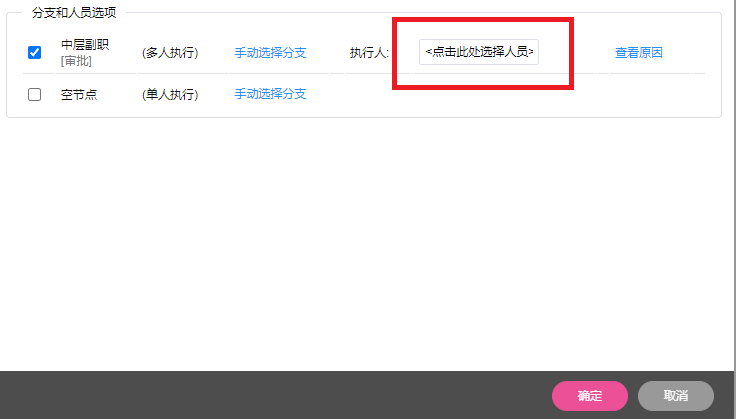 分支和人员选项
中层副职 (多人执行) 手动选择分支 执行人: <点击此处选择人员> 查看原因
[审批]
空节点 (单人执行) 手动选择分支
确定 取消